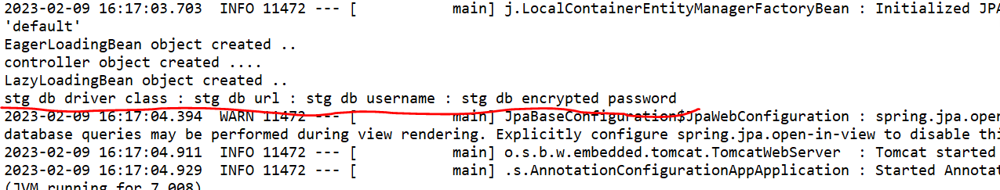 2023-02-09 16:17:03.703  INFO 11472 --- [           main] j.LocalContainerEntityManagerFactoryBean : Initialized JPA
'default'
EagerLoadingBean object created ..
controller object created ....
LazyLoadingBean object created ..
stg db driver class : stg db url : stg db username : stg db encrypted password
2023-02-09 16:17:04.394  WARN 11472 --- [           main] JpaBaseConfiguration$JpaWebConfiguration : spring.jpa.open
database queries may be performed during view rendering. Explicitly configure spring.jpa.open-in-view to disable thi
2023-02-09 16:17:04.911  INFO 11472 --- [           main] o.s.b.w.embedded.tomcat.TomcatWebServer  : Tomcat started
2023-02-09 16:17:04.929  INFO 11472 --- [           main] .s.AnnotationConfigurationAppApplication : Started Annotat
(JVM running for 7.008)